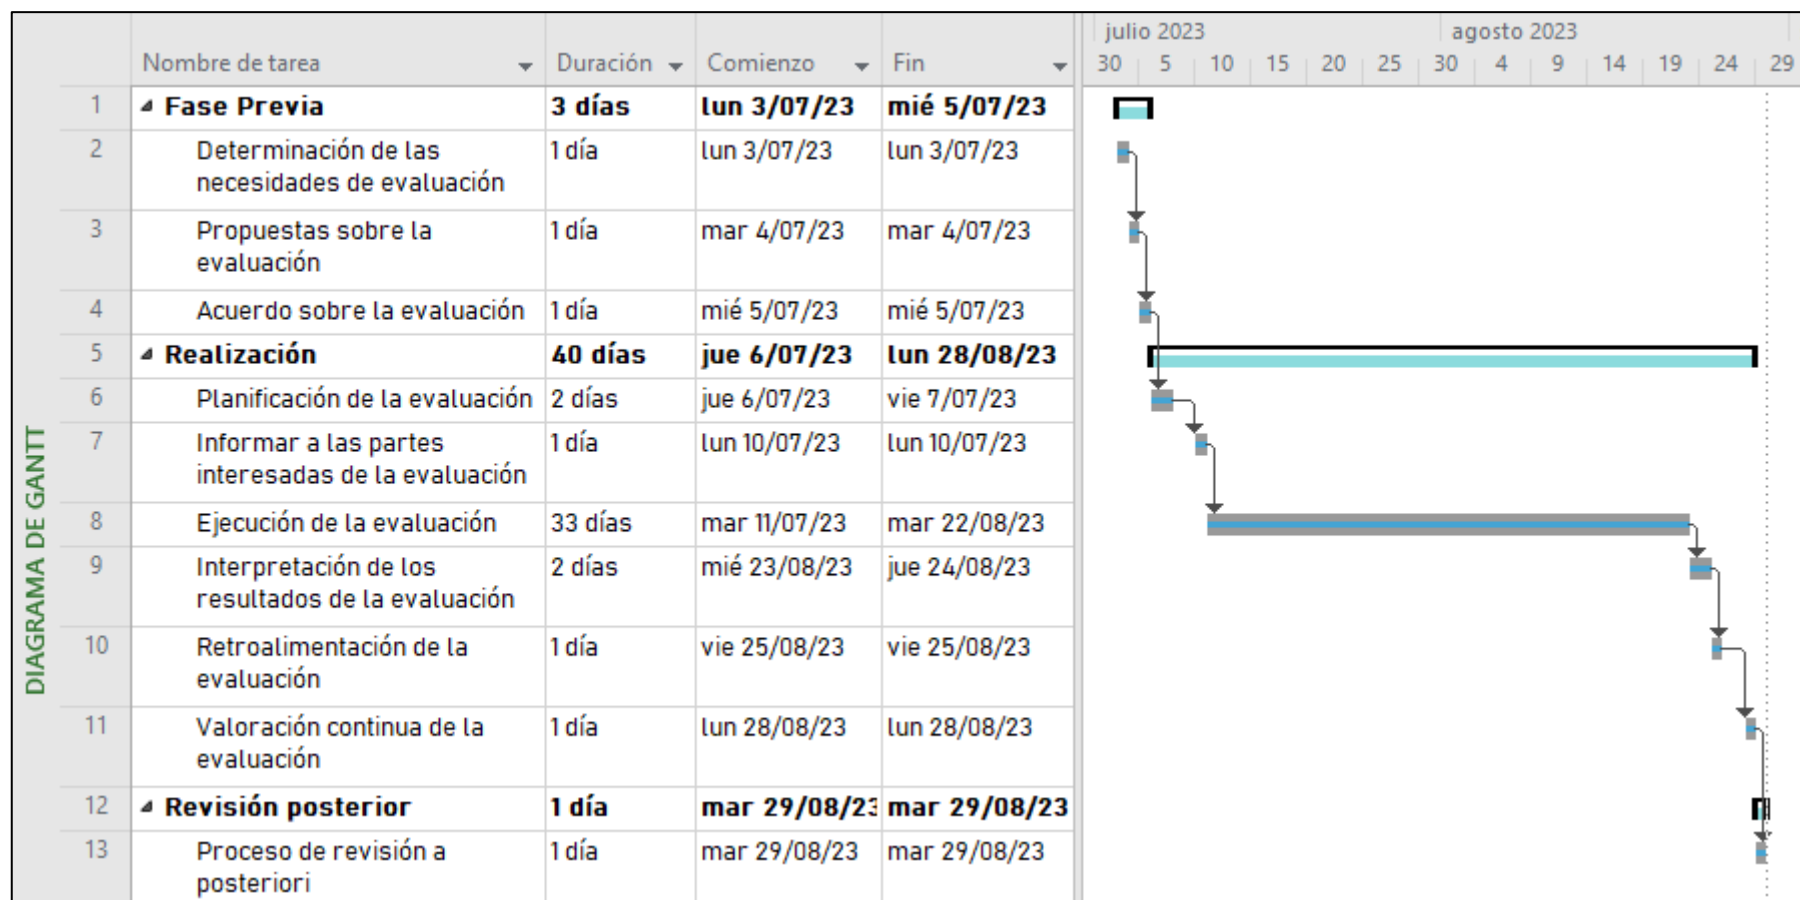 DIAGRAMA DE GANTT
Nombre de tarea Duración Comienzo Fin
julio 2023 agosto 2023
30 5 10 15 20 25 30 4 9 14 19 24 29
1 Fase Previa 3 días lun 3/07/23 mié 5/07/23
2 Determinación de las 1 día lun 3/07/23 lun 3/07/23
necesidades de evaluación
3 Propuestas sobre la 1 día mar 4/07/23 mar 4/07/23
evaluación
4 Acuerdo sobre la evaluación 1 día mié 5/07/23 mié 5/07/23
5 Realización 40 días jue 6/07/23 lun 28/08/23
6 Planificación de la evaluación 2 días jue 6/07/23 vie 7/07/23
7 Informar a las partes 1 día lun 10/07/23 lun 10/07/23
interesadas de la evaluación
8 Ejecución de la evaluación 33 días mar 11/07/23 mar 22/08/23
9 Interpretación de los 2 días mié 23/08/23 jue 24/08/23
resultados de la evaluación
10 Retroalimentación de la 1 día vie 25/08/23 vie 25/08/23
evaluación
11 Valoración continua de la 1 día lun 28/08/23 lun 28/08/23
evaluación
12 Revisión posterior 1 día mar 29/08/23 mar 29/08/23
13 Proceso de revisión a 1 día mar 29/08/23 mar 29/08/23
posteriori